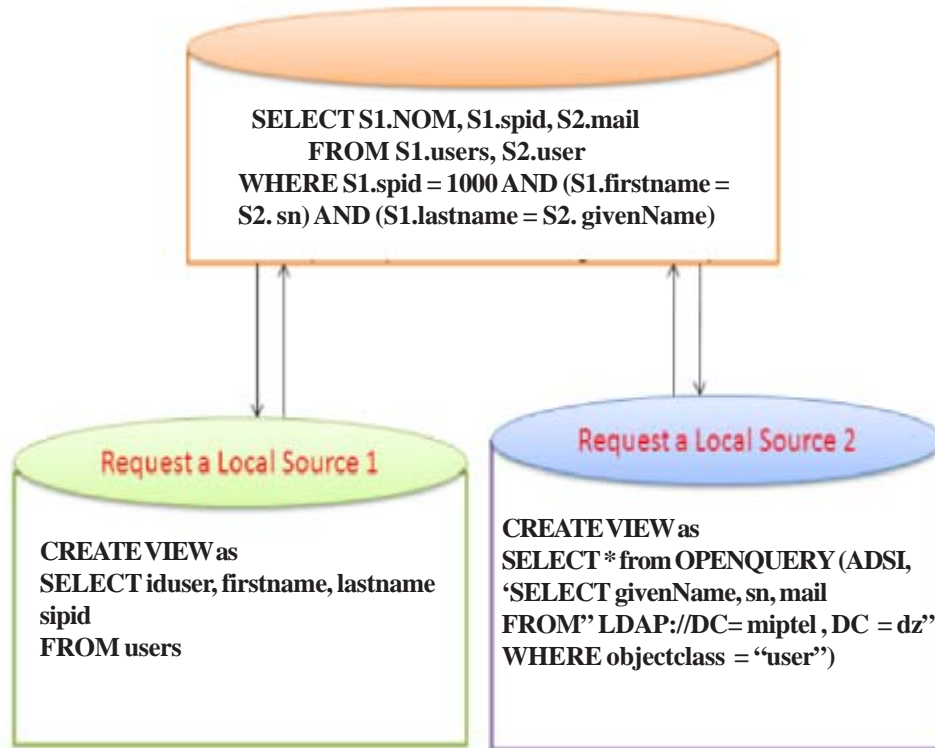 SELECT S1.NOM, S1.spid, S2.mail
FROM S1.users, S2.user
WHERE S1.spid = 1000 AND (S1.firstname =
S2. sn) AND (S1.lastname = S2. givenName)
Request a Local Source 1
CREATE VIEW as
SELECT iduser, firstname, lastname
sipid
FROM users
Request a Local Source 2
CREATE VIEW as
SELECT * from OPENQUERY (ADSI,
‘SELECT givenName, sn, mail
FROM” LDAP://DC= miptel , DC = dz”
WHERE objectclass = “user”)